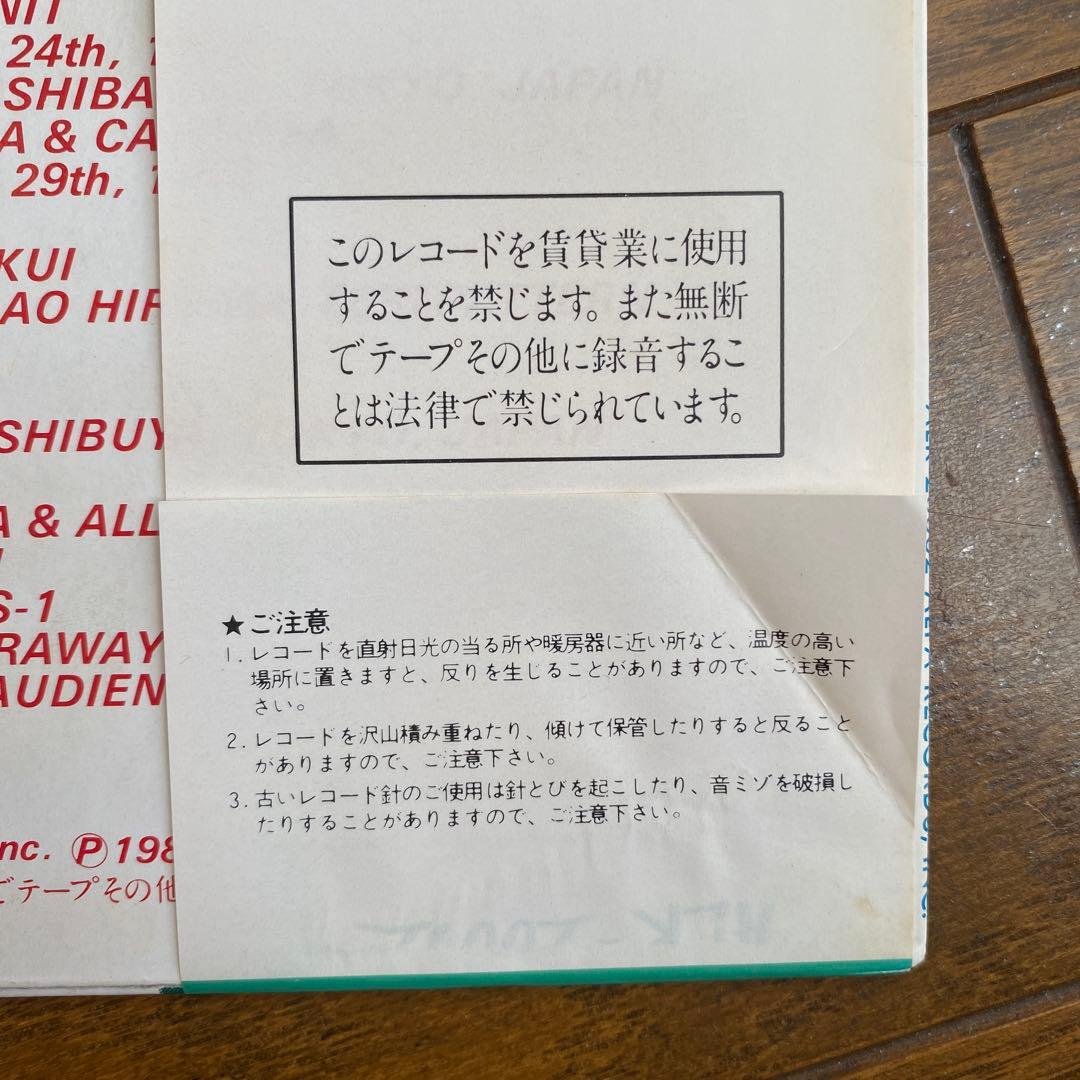 NIT
24th,
SHIBA
A & CA
29th,
KUI
AO HIR
SHIBUY
A & ALL
S-1
RAWAY
AUDIEN
nc. Ⓟ198
でテープその他
このレコードを賃貸業に使用
することを禁じます。また無断
でテープその他に録音するこ
とは法律で禁じられています。
★ご注意
1. レコードを直射日光の当る所や暖房器に近い所など、温度の高い
場所に置きますと、反りを生じることがありますので、ご注意下
さい。
2. レコードを沢山積み重ねたり、傾けて保管したりすると反ること
がありますので、ご注意下さい。
3. 古いレコード針のご使用は針とびを起こしたり、音ミゾを破損し
たりすることがありますので、ご注意下さい。
ALFA RECORDS, INC.